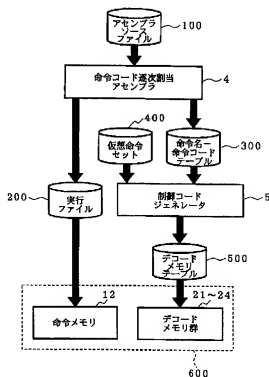 アセンブラ
ソース
ファイル
100
命令コード逐次割当
アセンブラ
4
400
仮想命令
セット
命令名ー
命令コード
テーブル
300
200
実行
ファイル
制御コード
ジェネレータ
5
デコード
メモリ
テーブル
500
12
命令メモリ
21~24
デコード
メモリ群
600